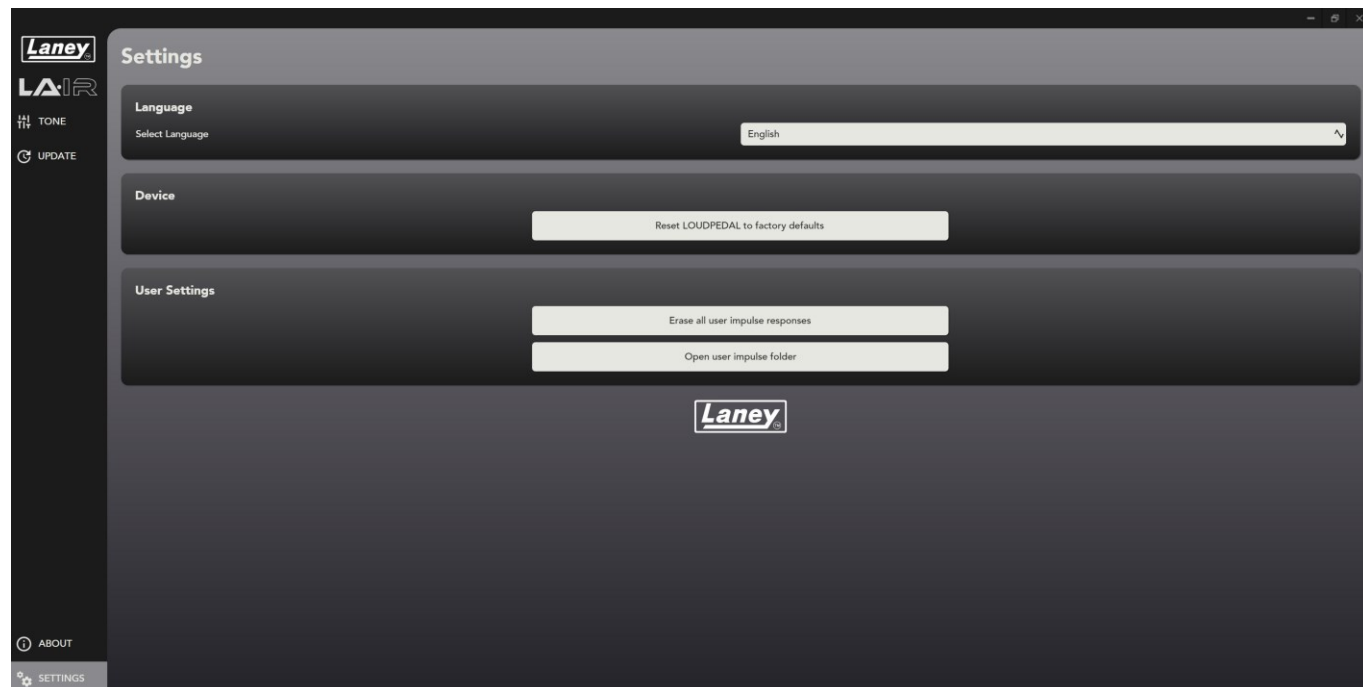 Laney
LA·IR
TONE
UPDATE
ABOUT
SETTINGS
Settings
Language
Select Language
English
Device
Reset LOUDPEDAL to factory defaults
User Settings
Erase all user impulse responses
Open user impulse folder
Laney